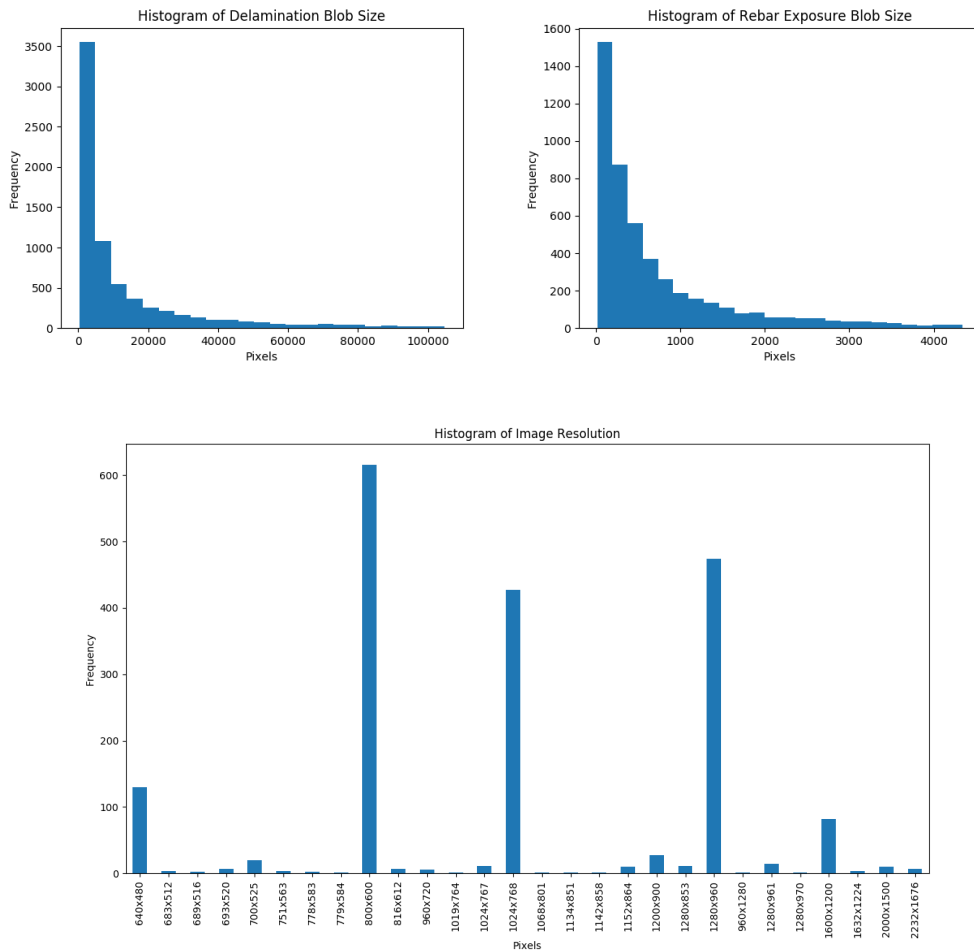 Histogram of Delamination Blob Size
3500
3000
2500
2000
1500
1000
500
0
Frequency
0 20000 40000 60000 80000 100000
Pixels
Histogram of Rebar Exposure Blob Size
1600
1400
1200
1000
800
600
400
200
0
Frequency
0 1000 2000 3000 4000
Pixels
Histogram of Image Resolution
600
500
400
300
200
100
0
Frequency
640x480
683x512
689x516
693x520
700x525
751x563
778x583
779x584
800x600
816x612
960x720
1019x764
1024x767
1024x768
1068x801
1134x851
1142x858
1152x864
1200x900
1280x853
1280x960
960x1280
1280x961
1280x970
1600x1200
1632x1224
2000x1500
2232x1676
Pixels